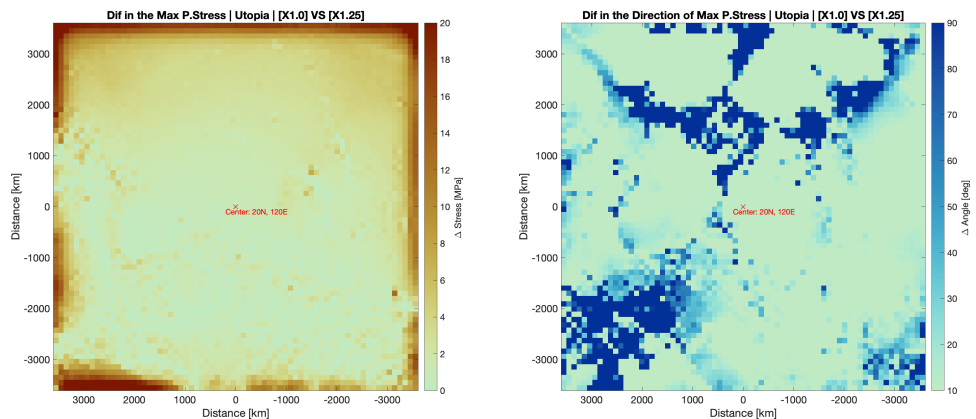 Dif in the Max P.Stress | Utopia | [X1.0] VS [X1.25]
3000
2000
1000
0
-1000
-2000
-3000
Distance [km]
Center: 20N, 120E
3000 2000 1000 0 -1000 -2000 -3000
Distance [km]
20
18
16
14
12
10
8
6
4
2
0
Δ Stress [MPa]
Dif in the Direction of Max P.Stress | Utopia | [X1.0] VS [X1.25]
3000
2000
1000
0
-1000
-2000
-3000
Distance [km]
Center: 20N, 120E
3000 2000 1000 0 -1000 -2000 -3000
Distance [km]
90
80
70
60
50
40
30
20
10
Δ Angle [deg]